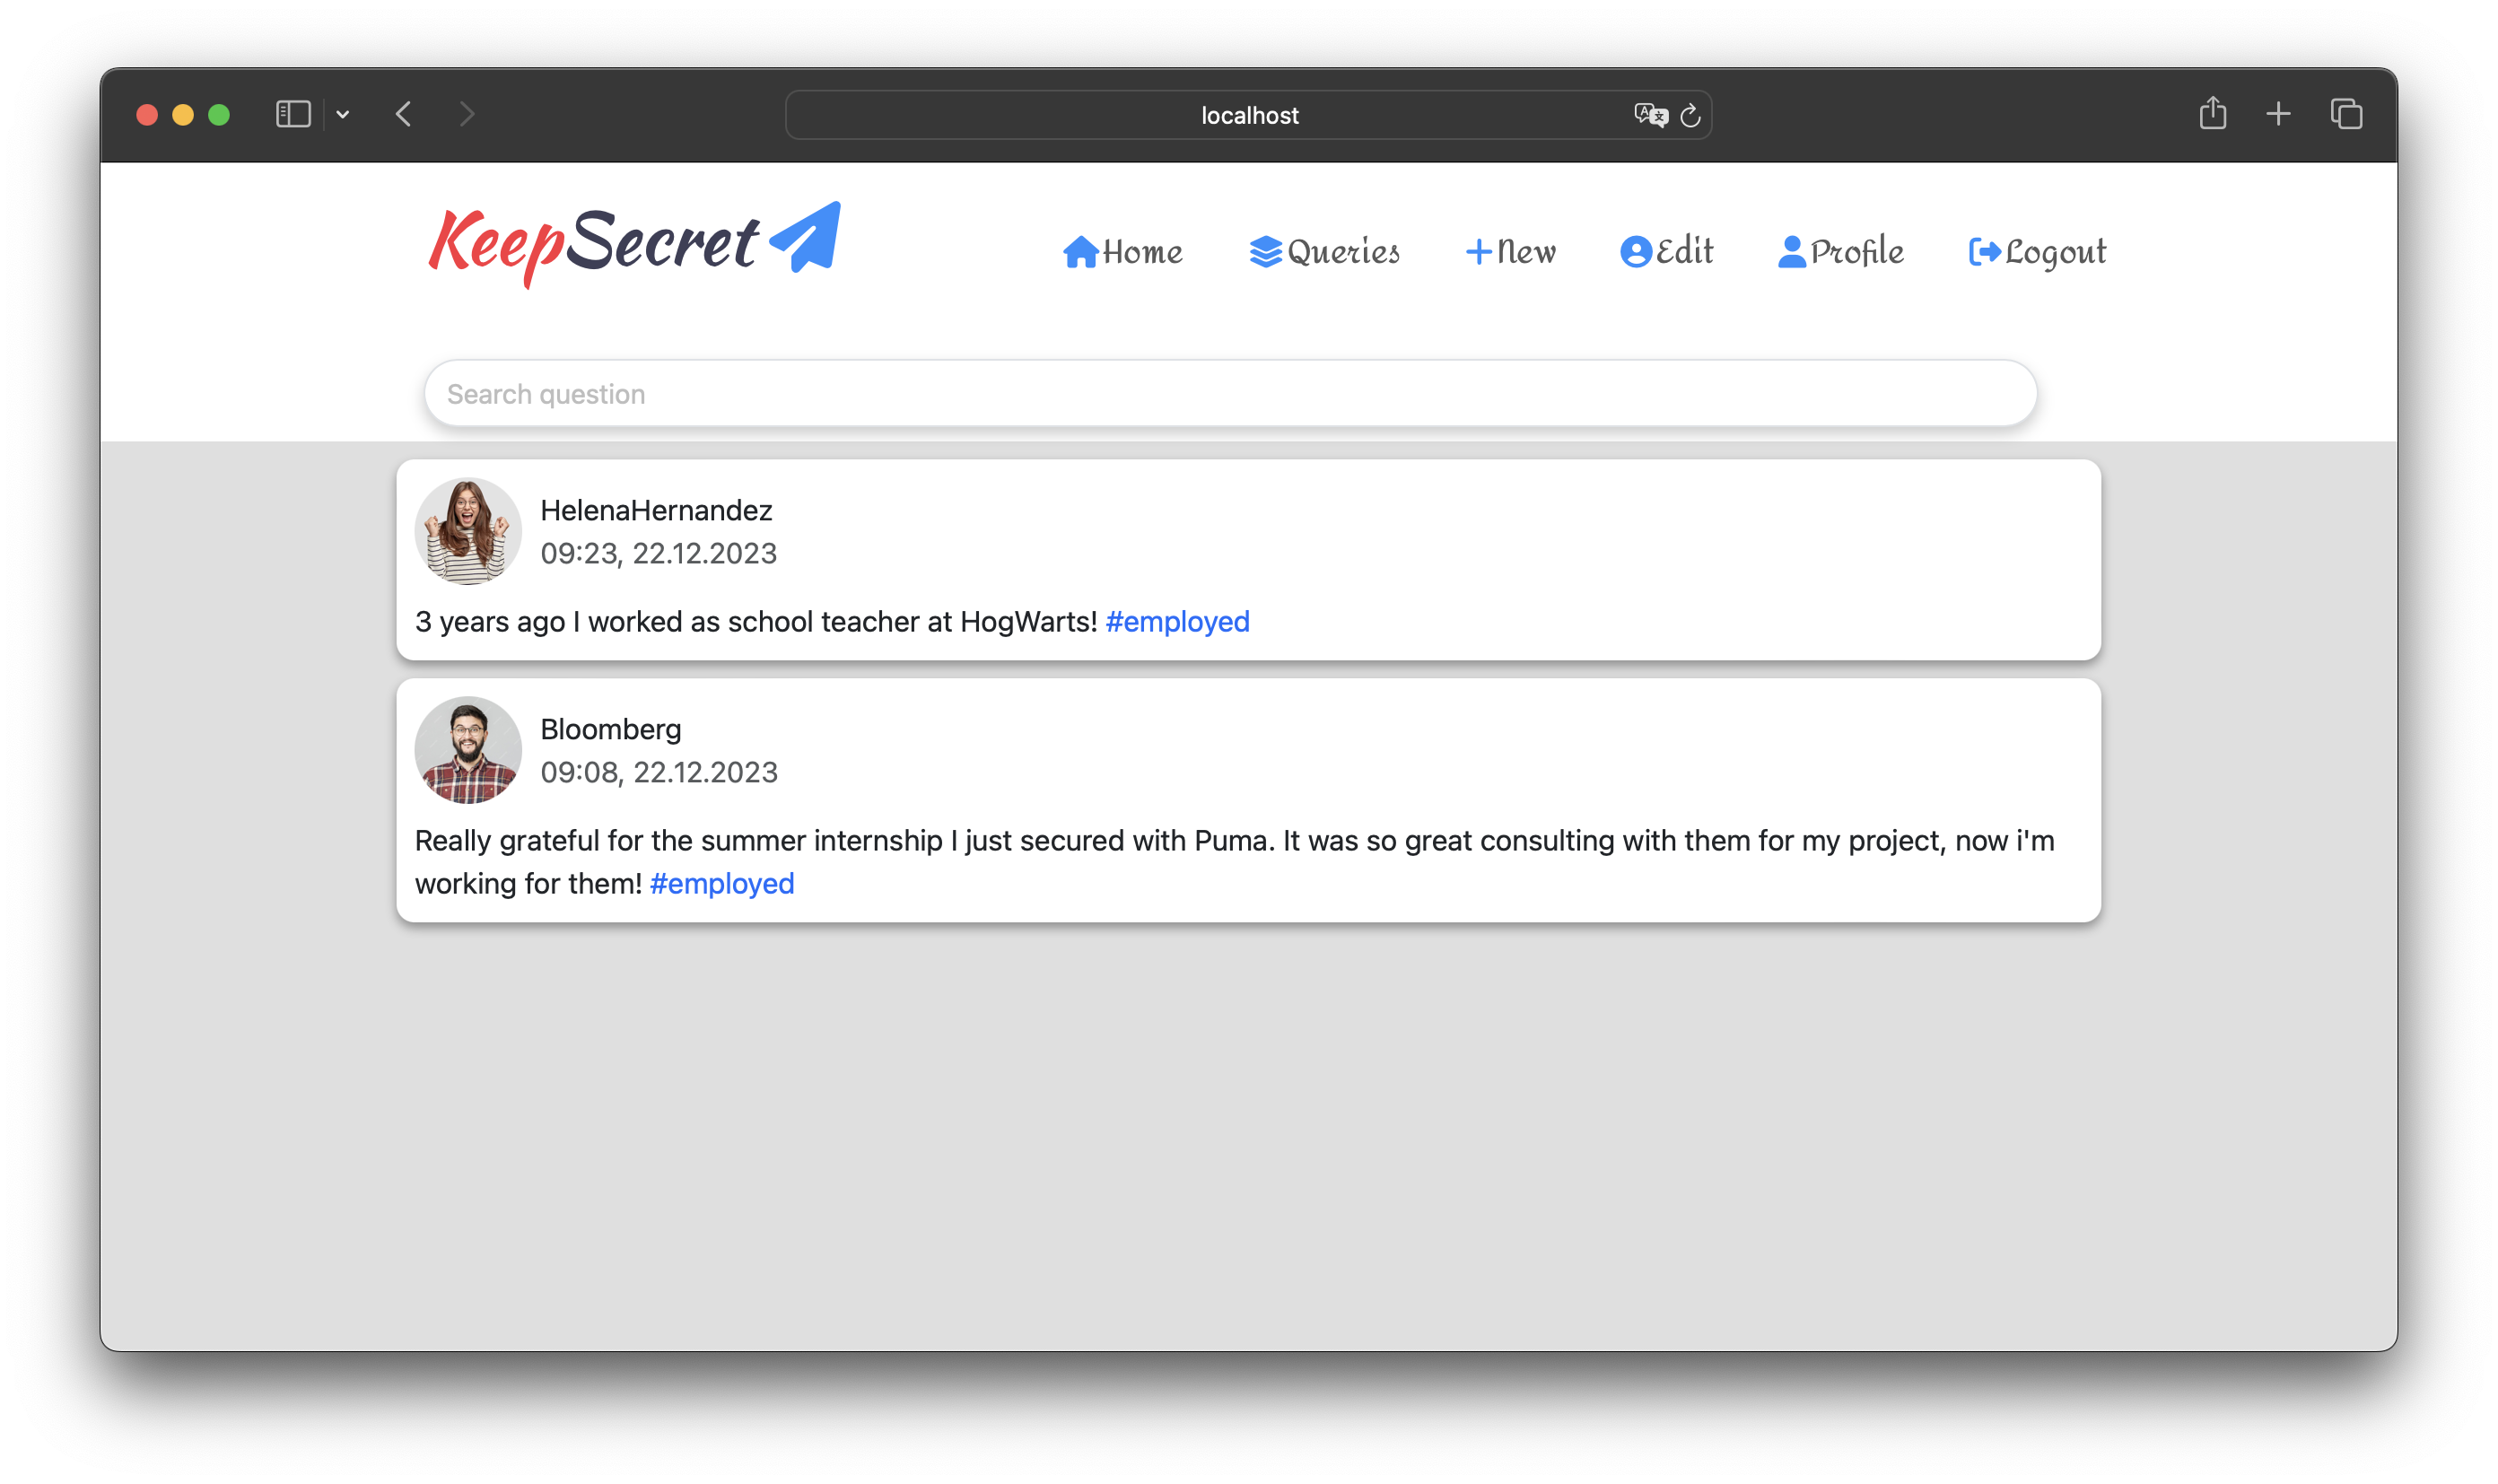 localhost
KeepSecret
Home Queries New Edit Profile Logout
Search question
HelenaHernandez
09:23, 22.12.2023
3 years ago I worked as school teacher at HogWarts! #employed
Bloomberg
09:08, 22.12.2023
Really grateful for the summer internship I just secured with Puma. It was so great consulting with them for my project, now i'm
working for them! #employed